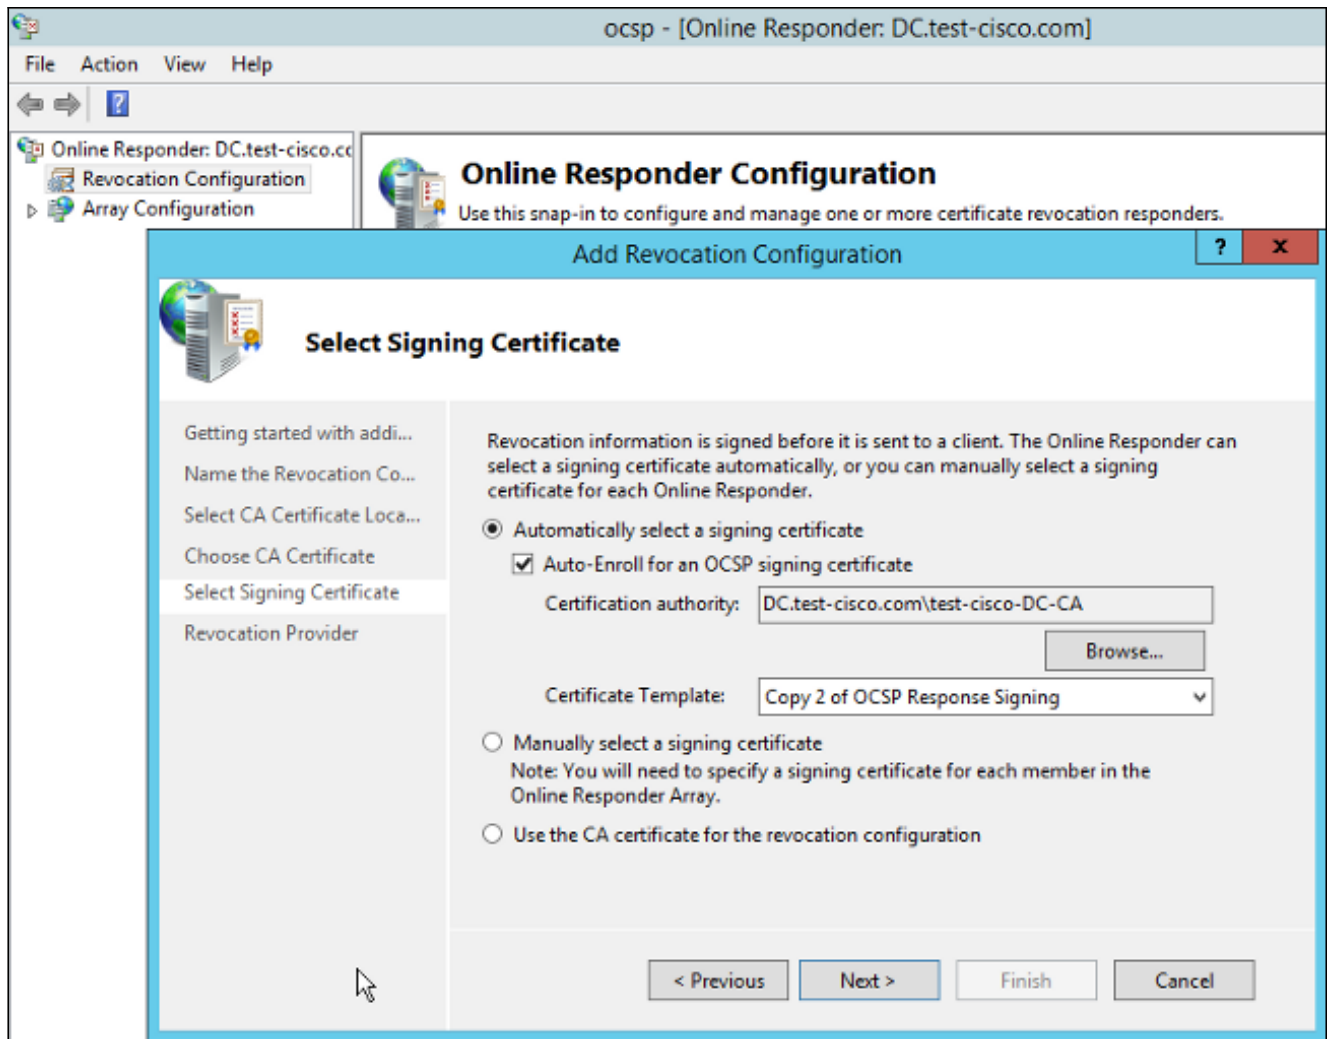 ocsp - [Online Responder: DC.test-cisco.com]
File Action View Help
?
Online Responder: DC.test-cisco.cc
Revocation Configuration
Array Configuration
Online Responder Configuration
Use this snap-in to configure and manage one or more certificate revocation responders.
Add Revocation Configuration
? x
Select Signing Certificate
Getting started with addi...
Name the Revocation Co...
Select CA Certificate Loca...
Choose CA Certificate
Select Signing Certificate
Revocation Provider
Revocation information is signed before it is sent to a client. The Online Responder can
select a signing certificate automatically, or you can manually select a signing
certificate for each Online Responder.
Automatically select a signing certificate
Auto-Enroll for an OCSP signing certificate
Certification authority: DC.test-cisco.com\test-cisco-DC-CA
Browse...
Certificate Template: Copy 2 of OCSP Response Signing
Manually select a signing certificate
Note: You will need to specify a signing certificate for each member in the
Online Responder Array.
Use the CA certificate for the revocation configuration
< Previous Next > Finish Cancel